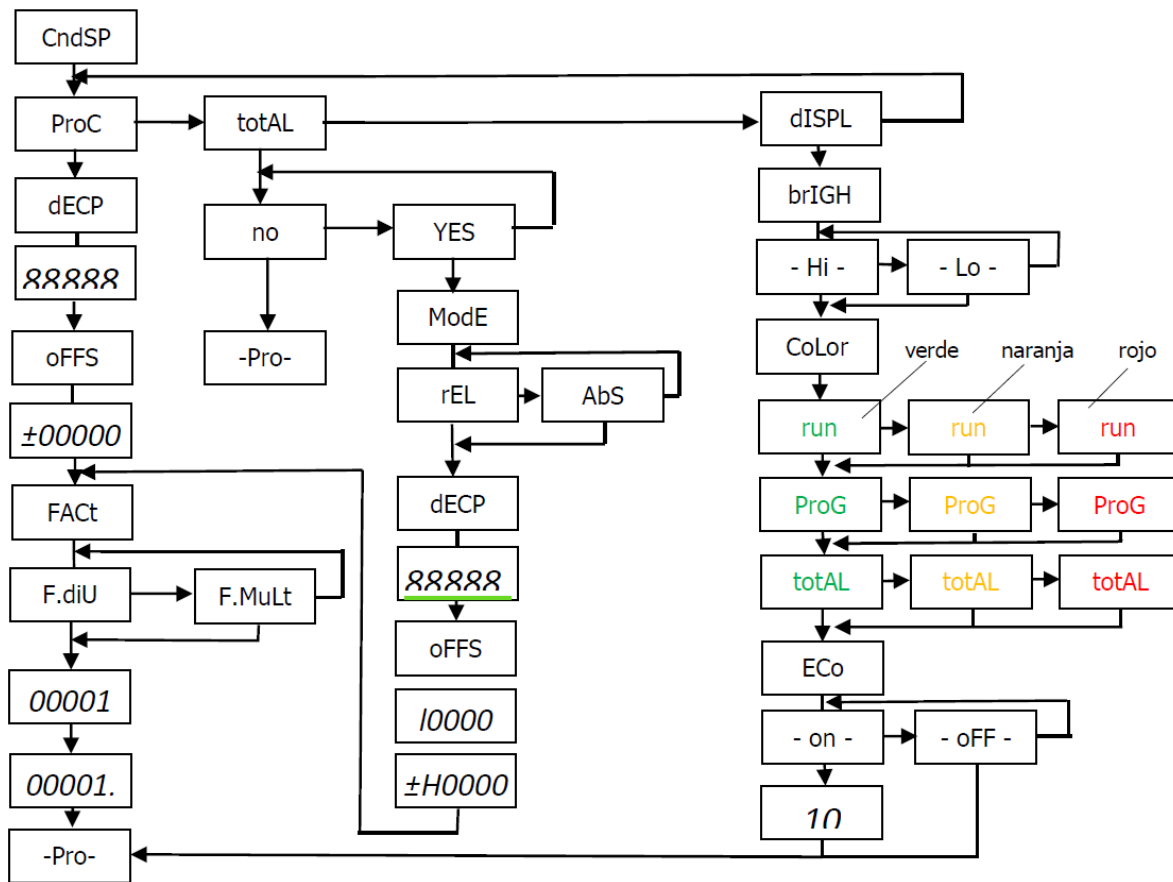 CndSP
ProC
totAL
dISPL
dECP
no
YES
brIGH
88888
- Hi -
- Lo -
oFFS
-Pro-
ModE
CoLor
verde
naranja
rojo
±00000
rEL
AbS
run
run
run
FACt
dECP
ProG
ProG
ProG
F.diU
F.MuLt
88888
totAL
totAL
totAL
oFFS
ECo
00001
l0000
- on -
- oFF -
00001.
±H0000
10
-Pro-